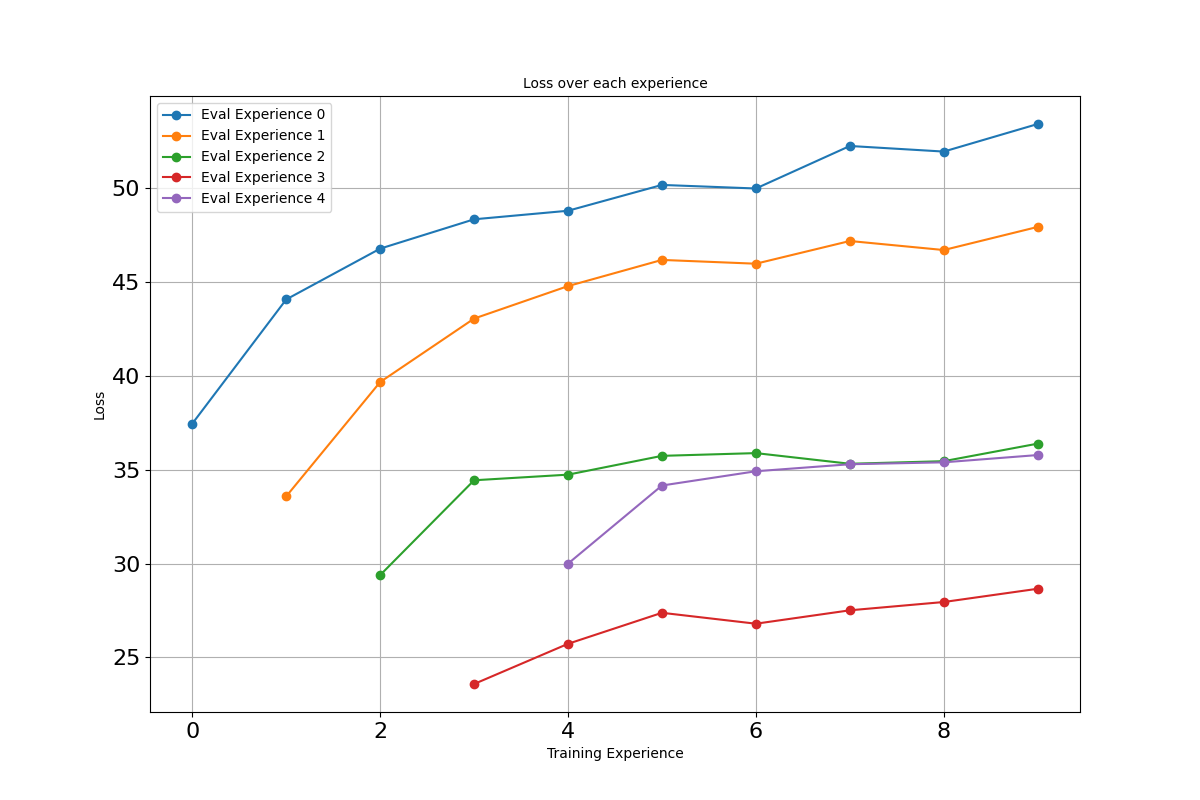 Loss over each experience
Eval Experience 0
Eval Experience 1
Eval Experience 2
Eval Experience 3
Eval Experience 4
50
45
40
35
30
25
Loss
0 2 4 6 8
Training Experience